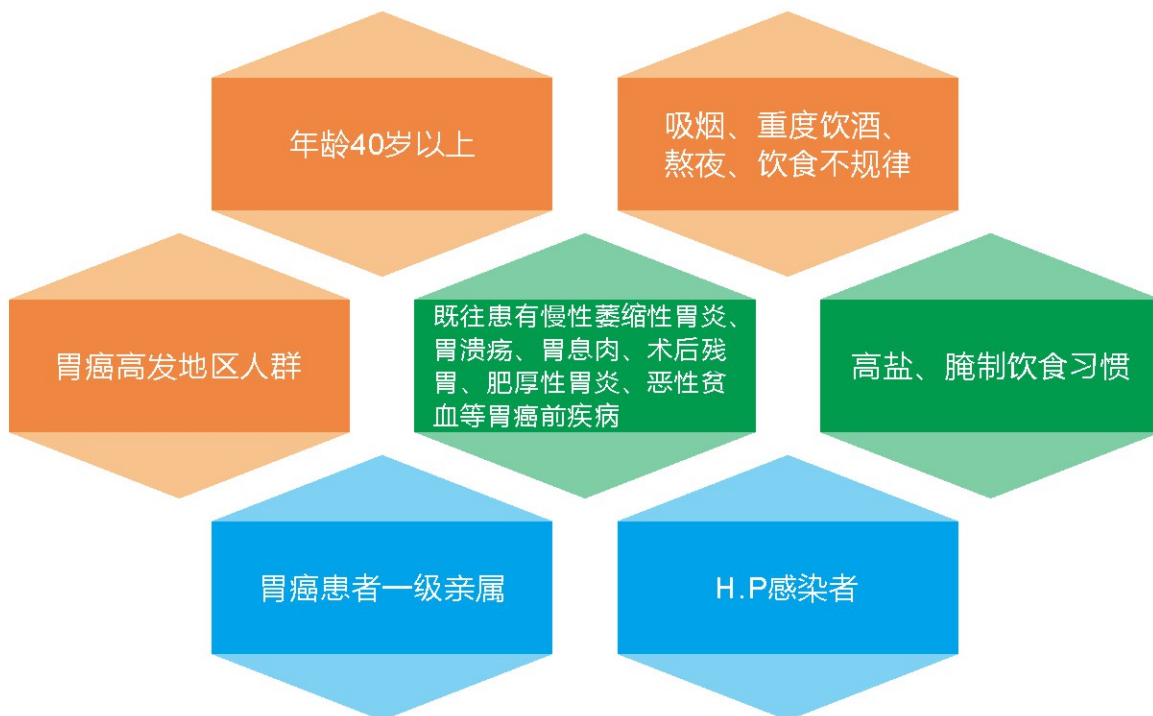 年龄40岁以上
吸烟、重度饮酒、
熬夜、饮食不规律
胃癌高发地区人群
既往患有慢性萎缩性胃炎、
胃溃疡、胃息肉、术后残
胃、肥厚性胃炎、恶性贫
血等胃癌前疾病
高盐、腌制饮食习惯
胃癌患者一级亲属
H.P感染者